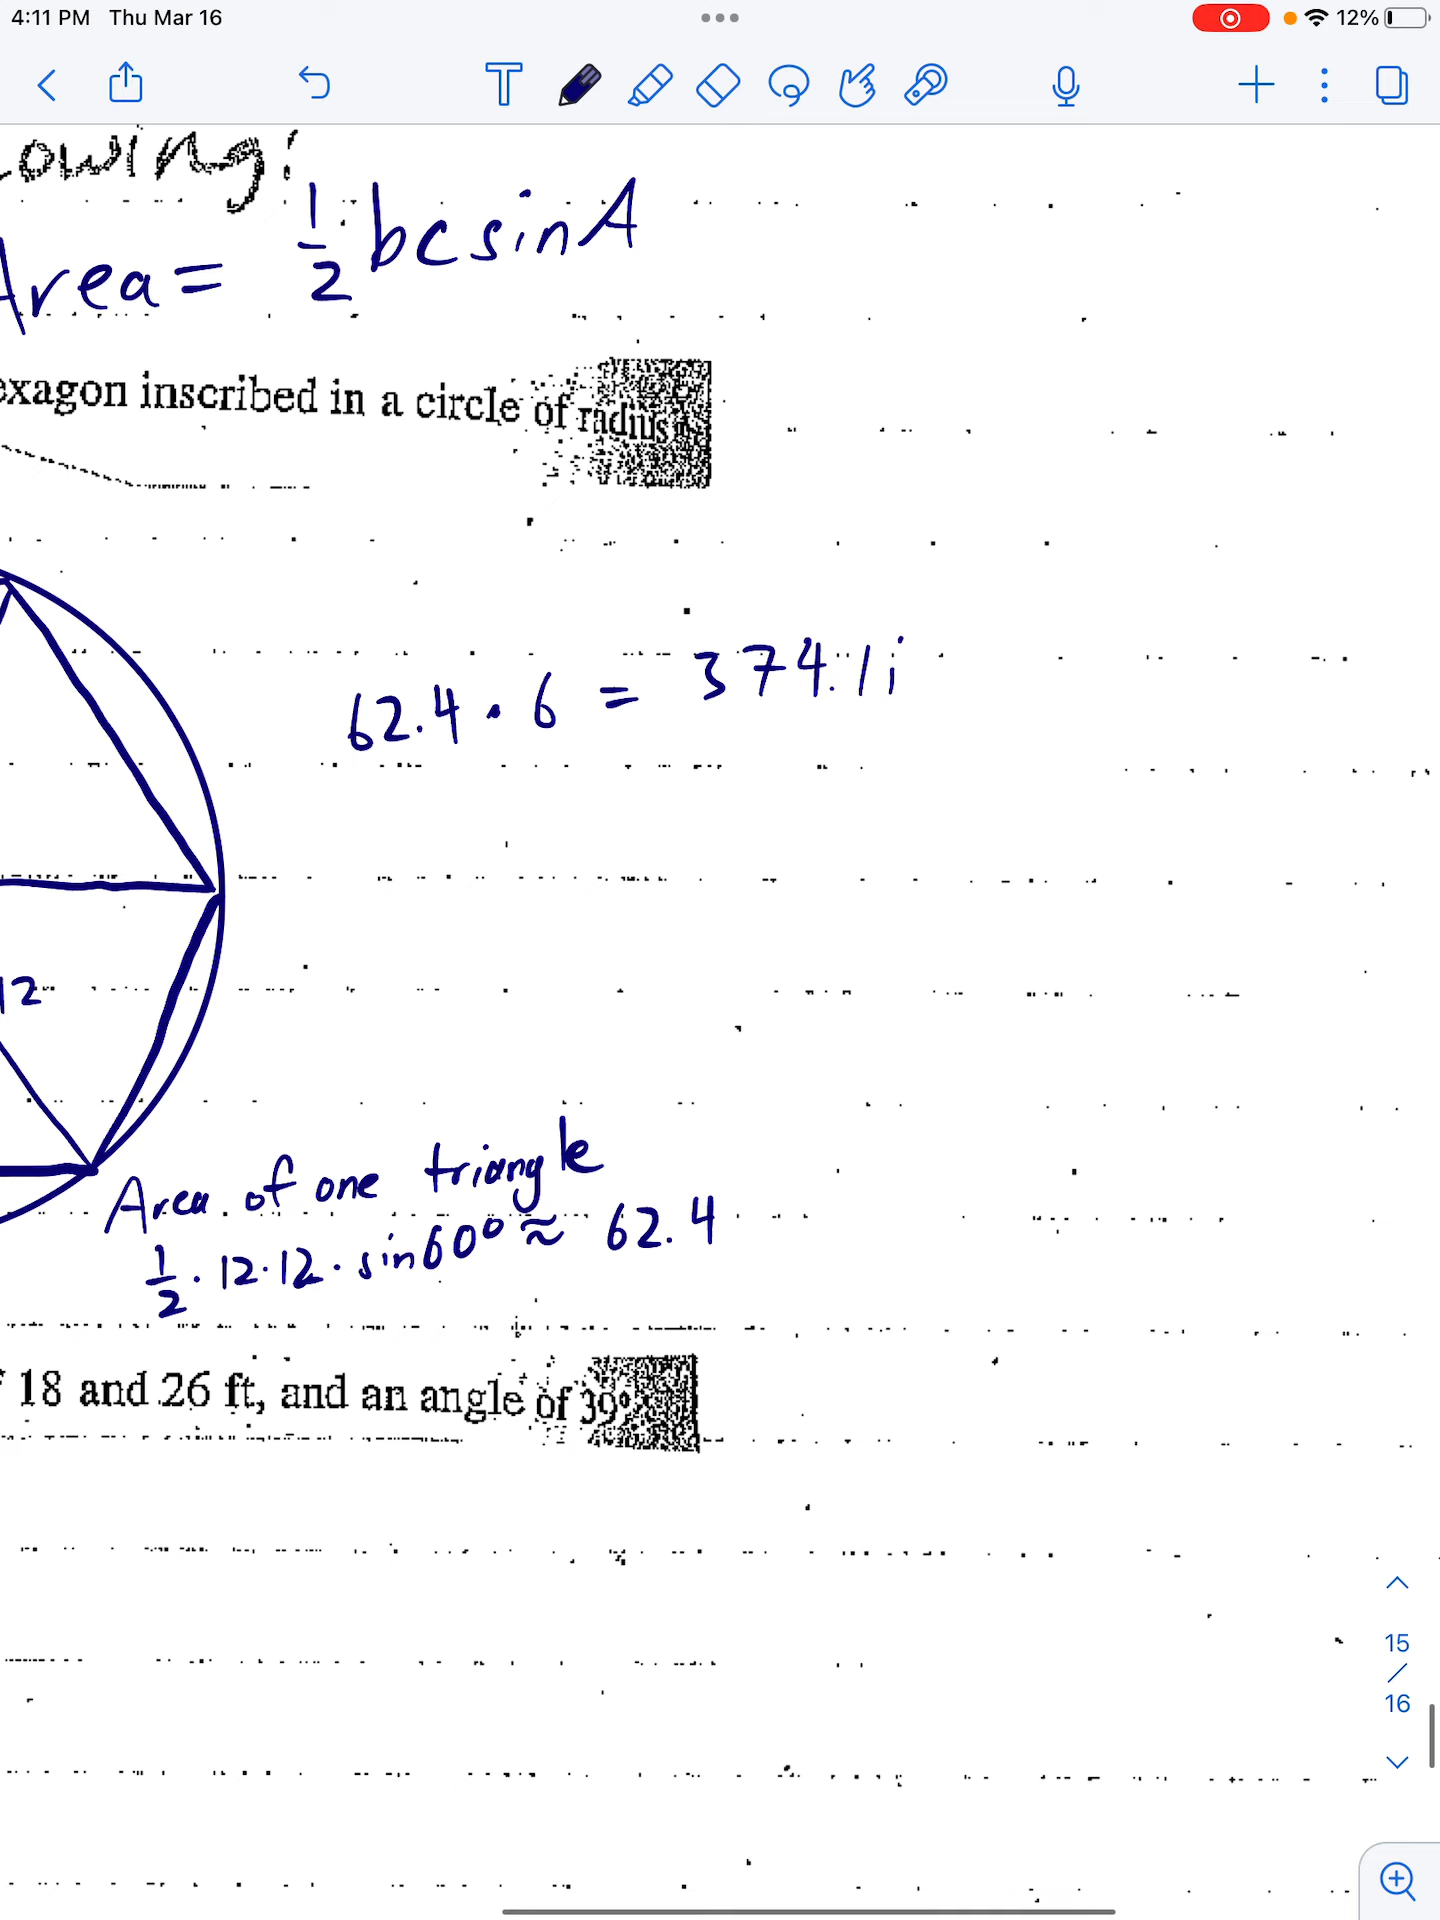 4:11 PM Thu Mar 16
12%
T
owing:
Area = 1/2 bc sin A
exagon inscribed in a circle of radius
62.4 · 6 = 374.1 i
12
Area of one triangle
1/2 · 12 · 12 · sin 60° ≈ 62.4
18 and 26 ft, and an angle of 39°
15
/
16